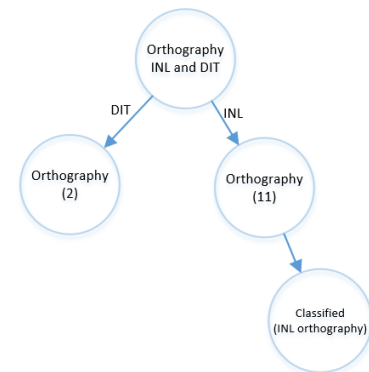 Orthography
INL and DIT
DIT
INL
Orthography
(2)
Orthography
(11)
Classified
(INL orthography)